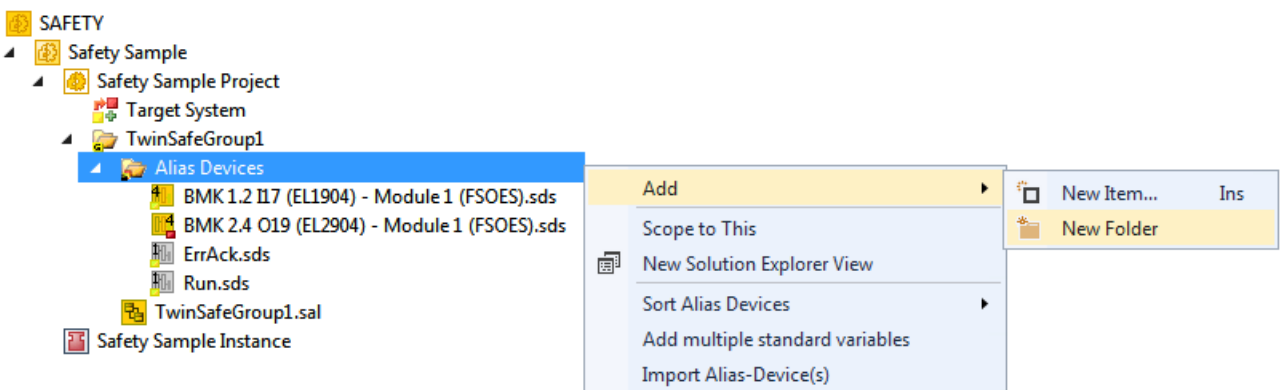 SAFETY
Safety Sample
Safety Sample Project
Target System
TwinSafeGroup1
Alias Devices
BMK 1.2 I17 (EL1904) - Module 1 (FSOES).sds
BMK 2.4 O19 (EL2904) - Module 1 (FSOES).sds
ErrAck.sds
Run.sds
TwinSafeGroup1.sal
Safety Sample Instance
Add
Scope to This
New Solution Explorer View
Sort Alias Devices
Add multiple standard variables
Import Alias-Device(s)
New Item... Ins
New Folder